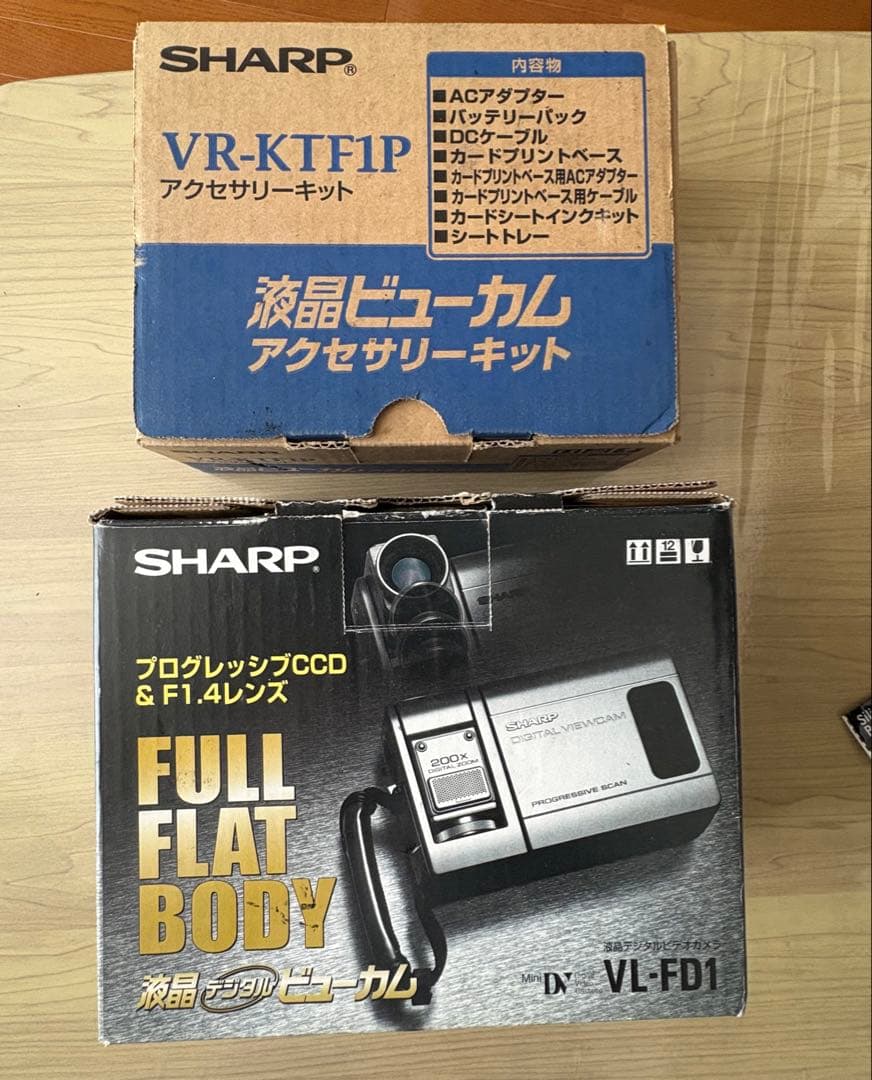 SHARP®
VR-KTF1P
アクセサリーキット
内容物
■ACアダプター
■バッテリーパック
■DCケーブル
■カードプリントベース
■カードプリントベース用ACアダプター
■カードプリントベース用ケーブル
■カードシートインクキット
■シートトレー
液晶ビューカム
アクセサリーキット
SHARP
SHARP®
12
SHARP
プログレッシブCCD
& F1.4レンズ
SHARP
DIGITAL VIEWCAM
200X
DIGITAL ZOOM
PROGRESSIVE SCAN
FULL
FLAT
BODY
液晶デジタルビューカム
液晶デジタルビデオカメラ
Mini DV VL-FD1